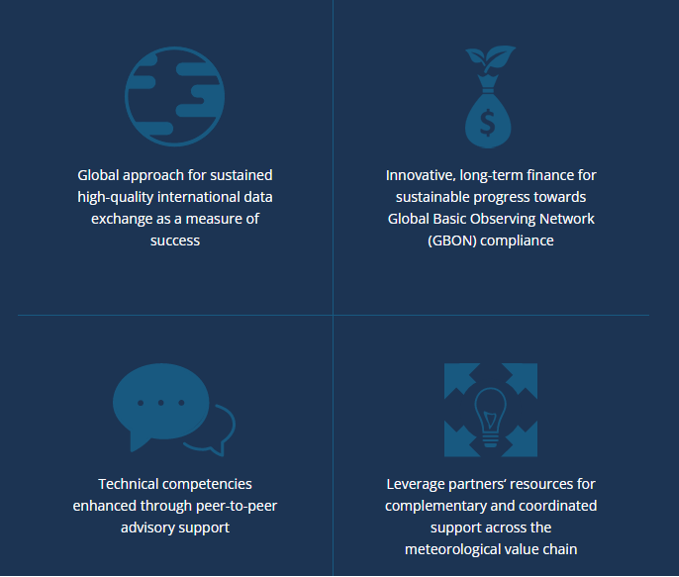 Global approach for sustained
high-quality international data
exchange as a measure of
success
Innovative, long-term finance for
sustainable progress towards
Global Basic Observing Network
(GBON) compliance
$
Technical competencies
enhanced through peer-to-peer
advisory support
Leverage partners’ resources for
complementary and coordinated
support across the
meteorological value chain